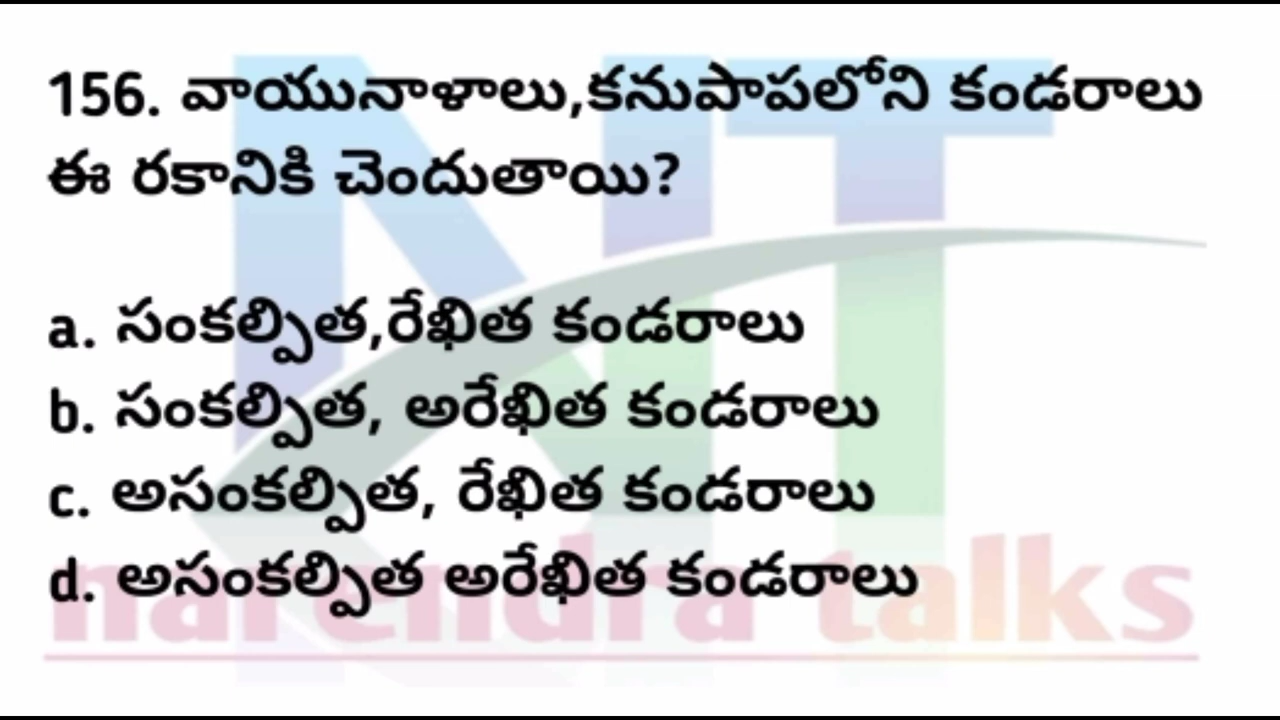 156. వాయునాళాలు,కనుపాపలోని కండరాలు
ఈ రకానికి చెందుతాయి?
a. సంకల్పిత,రేఖిత కండరాలు
b. సంకల్పిత, అరేఖిత కండరాలు
c. అసంకల్పిత, రేఖిత కండరాలు
d. అసంకల్పిత అరేఖిత కండరాలు
NT
narendra talks